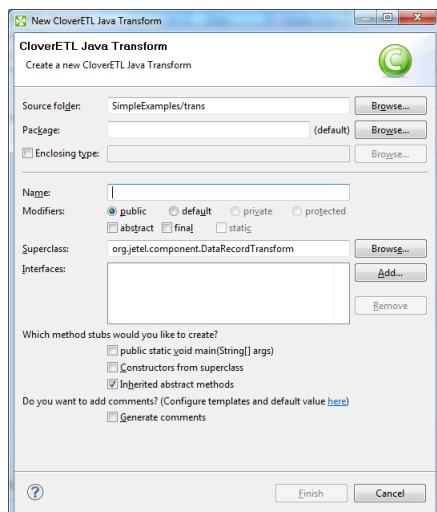 New CloverETL Java Transform
CloverETL Java Transform
Create a new CloverETL Java Transform
Source folder: SimpleExamples/trans Browse...
Package: (default) Browse...
Enclosing type: Browse...
Name:
Modifiers: public default private protected
abstract final static
Superclass: org.jetel.component.DataRecordTransform Browse...
Interfaces: Add...
Remove
Which method stubs would you like to create?
public static void main(String[] args)
Constructors from superclass
Inherited abstract methods
Do you want to add comments? (Configure templates and default value here)
Generate comments
Finish Cancel